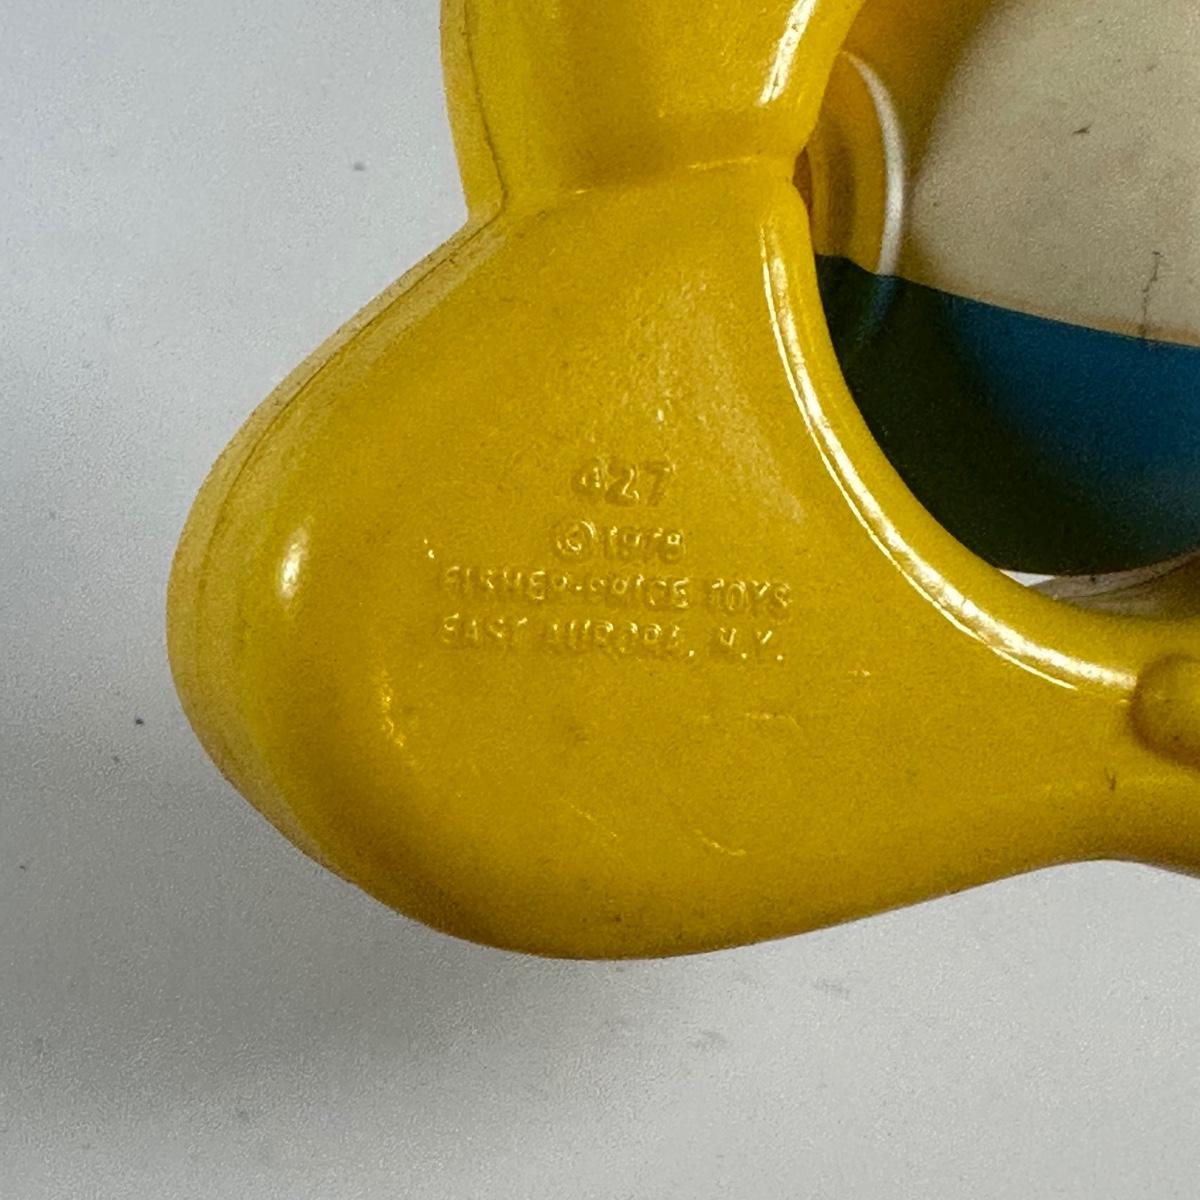 427
©1978
FISHER-PRICE TOYS
EAST AURORA, N.Y.